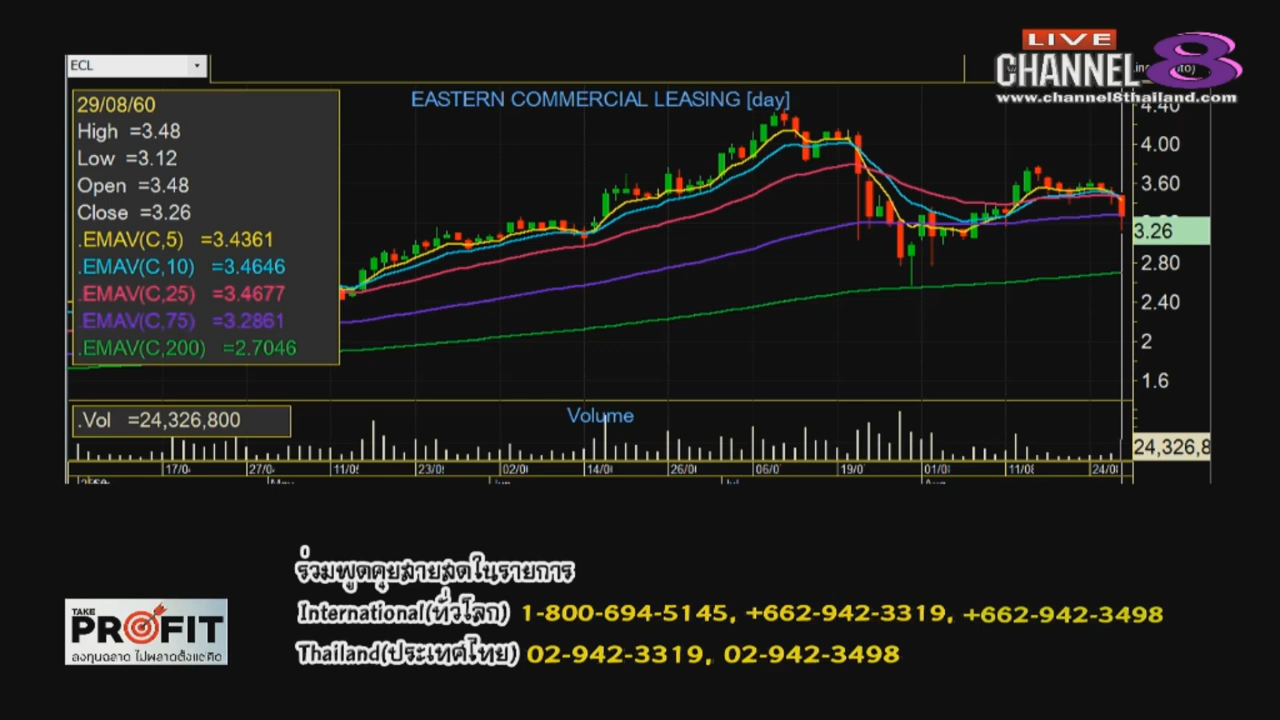 LIVE
CHANNEL 8
www.channel8thailand.com
ECL
EASTERN COMMERCIAL LEASING [day]
29/08/60
High =3.48
Low =3.12
Open =3.48
Close =3.26
.EMAV(C,5) =3.4361
.EMAV(C,10) =3.4646
.EMAV(C,25) =3.4677
.EMAV(C,75) =3.2861
.EMAV(C,200) =2.7046
4.40
4.00
3.60
3.26
2.80
2.40
2
1.6
.Vol =24,326,800
Volume
24,326,8
17/0 27/0 11/0 23/0 02/0 14/0 26/0 06/0 19/0 01/0 11/0 24/0
ร่วมพูดคุยสายสดในรายการ
International(ทั่วโลก) 1-800-694-5145, +662-942-3319, +662-942-3498
Thailand(ประเทศไทย) 02-942-3319, 02-942-3498
TAKE
PROFIT
ลงทุนฉลาด ไม่พลาดตั้งแต่คิด